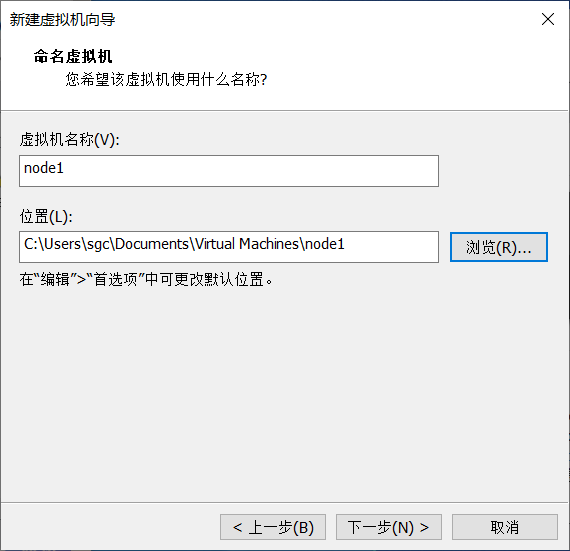 新建虚拟机向导
命名虚拟机
您希望该虚拟机使用什么名称?
虚拟机名称(V):
node1
位置(L):
C:\Users\sgc\Documents\Virtual Machines\node1
浏览(R)...
在“编辑”>“首选项”中可更改默认位置。
< 上一步(B)
下一步(N) >
取消